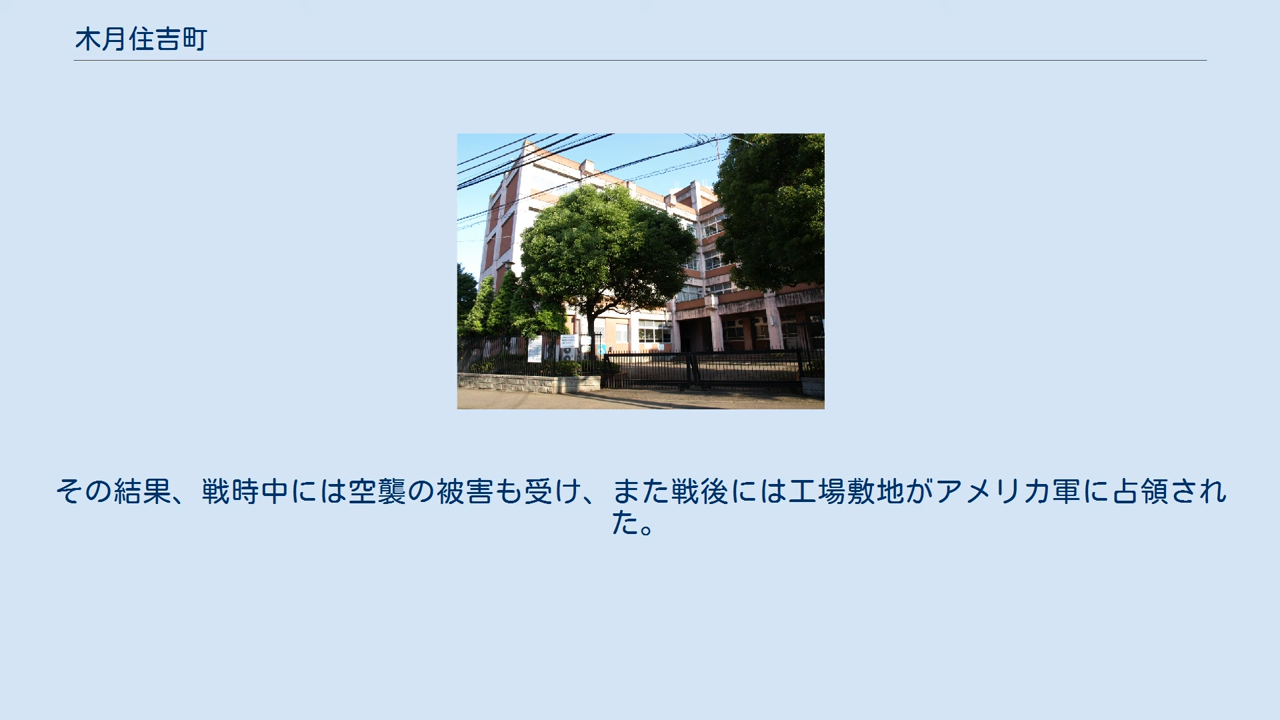 木月住吉町
その結果、戦時中には空襲の被害も受け、また戦後には工場敷地がアメリカ軍に占領され
た。